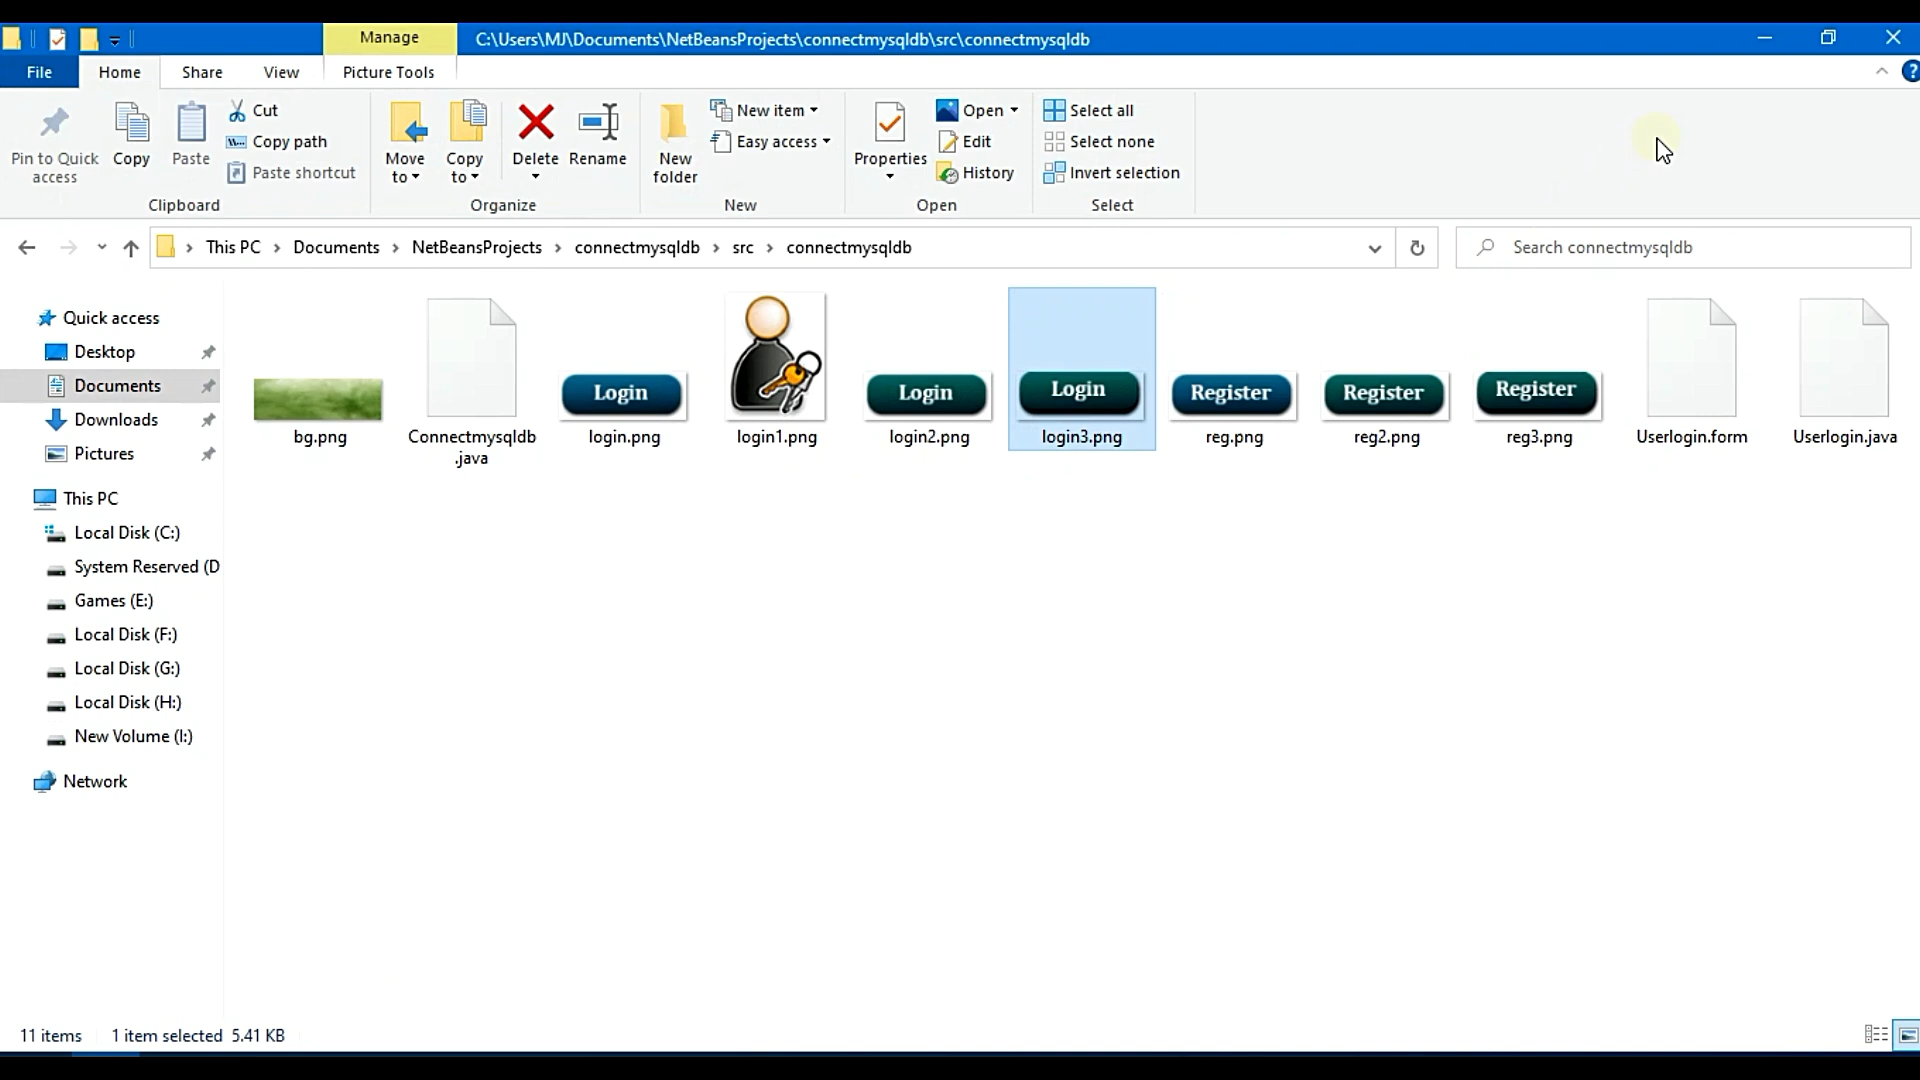 Manage
C:\Users\MJ\Documents\NetBeansProjects\connectmysqldb\src\connectmysqldb
File Home Share View Picture Tools
Pin to Quick access
Copy
Paste
Cut
Copy path
Paste shortcut
Clipboard
Move to
Copy to
Delete
Rename
Organize
New folder
New item
Easy access
New
Properties
Open
Edit
History
Open
Select all
Select none
Invert selection
Select
This PC > Documents > NetBeansProjects > connectmysqldb > src > connectmysqldb
Search connectmysqldb
Quick access
Desktop
Documents
Downloads
Pictures
This PC
Local Disk (C:)
System Reserved (D
Games (E:)
Local Disk (F:)
Local Disk (G:)
Local Disk (H:)
New Volume (I:)
Network
bg.png
Connectmysqldb
.java
Login
login.png
login1.png
Login
login2.png
Login
login3.png
Register
reg.png
Register
reg2.png
Register
reg3.png
Userlogin.form
Userlogin.java
11 items 1 item selected 5.41 KB